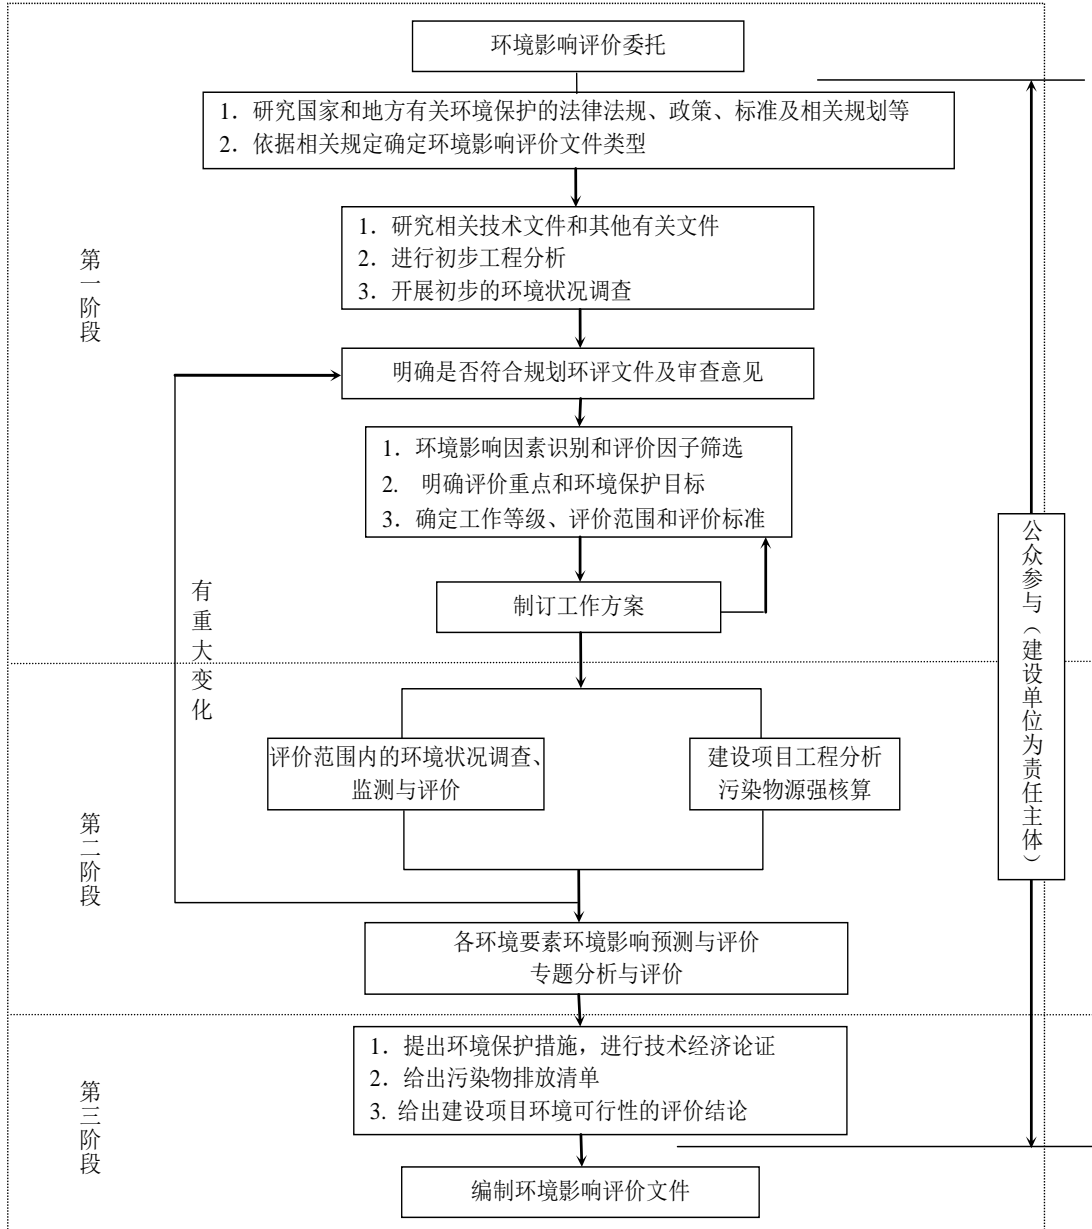 环境影响评价委托
1．研究国家和地方有关环境保护的法律法规、政策、标准及相关规划等
2．依据相关规定确定环境影响评价文件类型
1．研究相关技术文件和其他有关文件
2．进行初步工程分析
3．开展初步的环境状况调查
第一阶段
明确是否符合规划环评文件及审查意见
1．环境影响因素识别和评价因子筛选
2. 明确评价重点和环境保护目标
3．确定工作等级、评价范围和评价标准
制订工作方案
有重大变化
公众参与（建设单位为责任主体）
评价范围内的环境状况调查、
监测与评价
建设项目工程分析
污染物源强核算
第二阶段
各环境要素环境影响预测与评价
专题分析与评价
1．提出环境保护措施，进行技术经济论证
2．给出污染物排放清单
3. 给出建设项目环境可行性的评价结论
第三阶段
编制环境影响评价文件